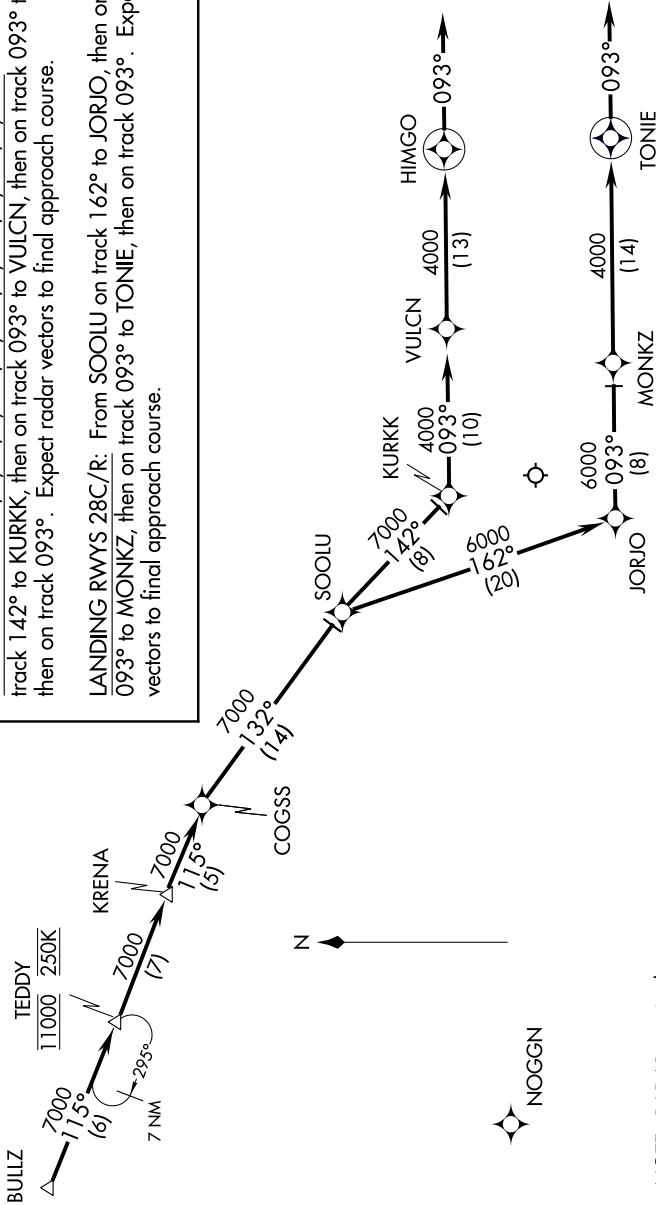 track 142° to KURKK, then on track 093° to VULCN, then on track 093°
then on track 093°. Expect radar vectors to final approach course.
LANDING RWYS 28C/R: From SOOLU on track 162° to JORJO, then on
093° to MONKZ, then on track 093° to TONIE, then on track 093°.
vectors to final approach course.
BULLZ
7000
115°
(6)
TEDDY
11000 250K
295°
7 NM
7000
(7)
KRENA
7000
115°
(5)
COGSS
7000
132°
(14)
SOOLU
7000
142°
(8)
KURKK
4000
093°
(10)
VULCN
4000
(13)
HIMGO
093°
6000
162°
(20)
JORJO
6000
093°
(8)
MONKZ
4000
(14)
TONIE
093°
N
NOGGN